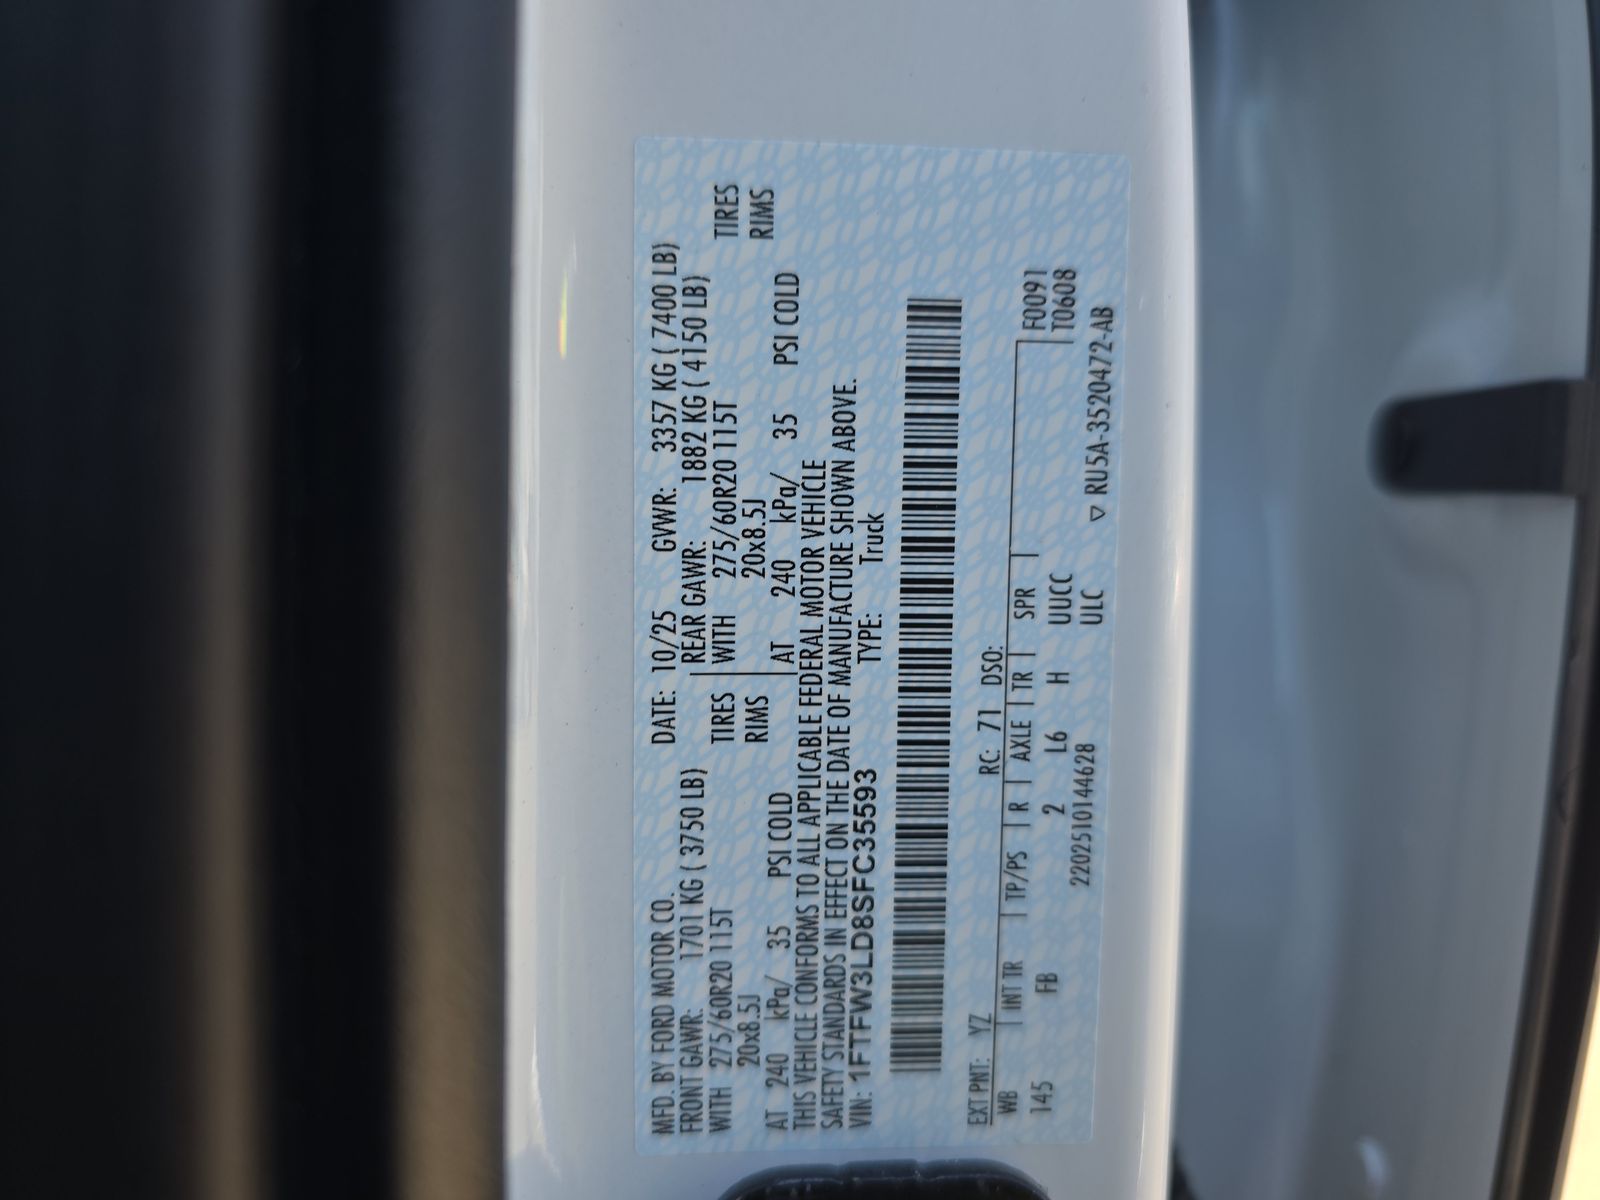 MFD. BY FORD MOTOR CO. DATE: 10/25 GVWR: 3357 KG ( 7400 LB)
FRONT GAWR: 1701 KG ( 3750 LB) REAR GAWR: 1882 KG ( 4150 LB)
WITH 275/60R20 115T TIRES WITH 275/60R20 115T TIRES
20x8.5J RIMS 20x8.5J RIMS
AT 240 kPa/ 35 PSI COLD AT 240 kPa/ 35 PSI COLD
THIS VEHICLE CONFORMS TO ALL APPLICABLE FEDERAL MOTOR VEHICLE
SAFETY STANDARDS IN EFFECT ON THE DATE OF MANUFACTURE SHOWN ABOVE.
VIN: 1FTFW3LD8SFC35593 TYPE: Truck
EXT PNT: YZ RC: 71 DSO:
WB INT TR TP/PS R AXLE TR SPR F0091
145 FB 2 L6 H UUCC T0608
220251014462​8 ULC ▽ RU5A-3520472-AB